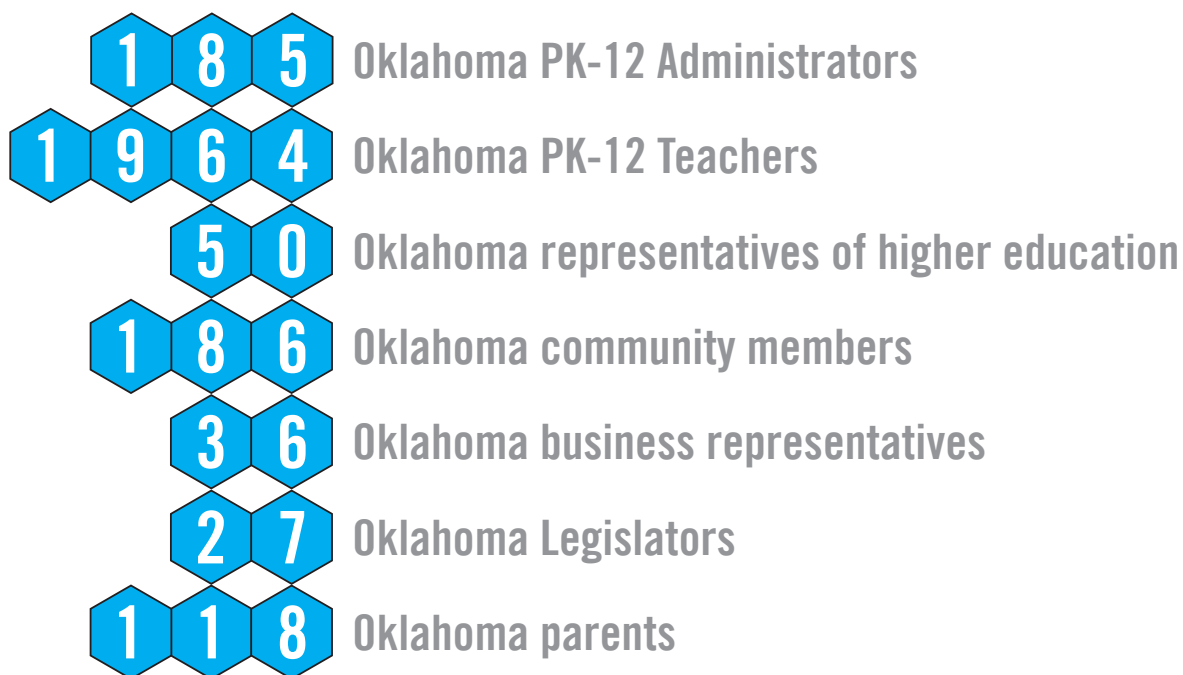 185 Oklahoma PK-12 Administrators
1964 Oklahoma PK-12 Teachers
50 Oklahoma representatives of higher education
186 Oklahoma community members
36 Oklahoma business representatives
27 Oklahoma Legislators
118 Oklahoma parents